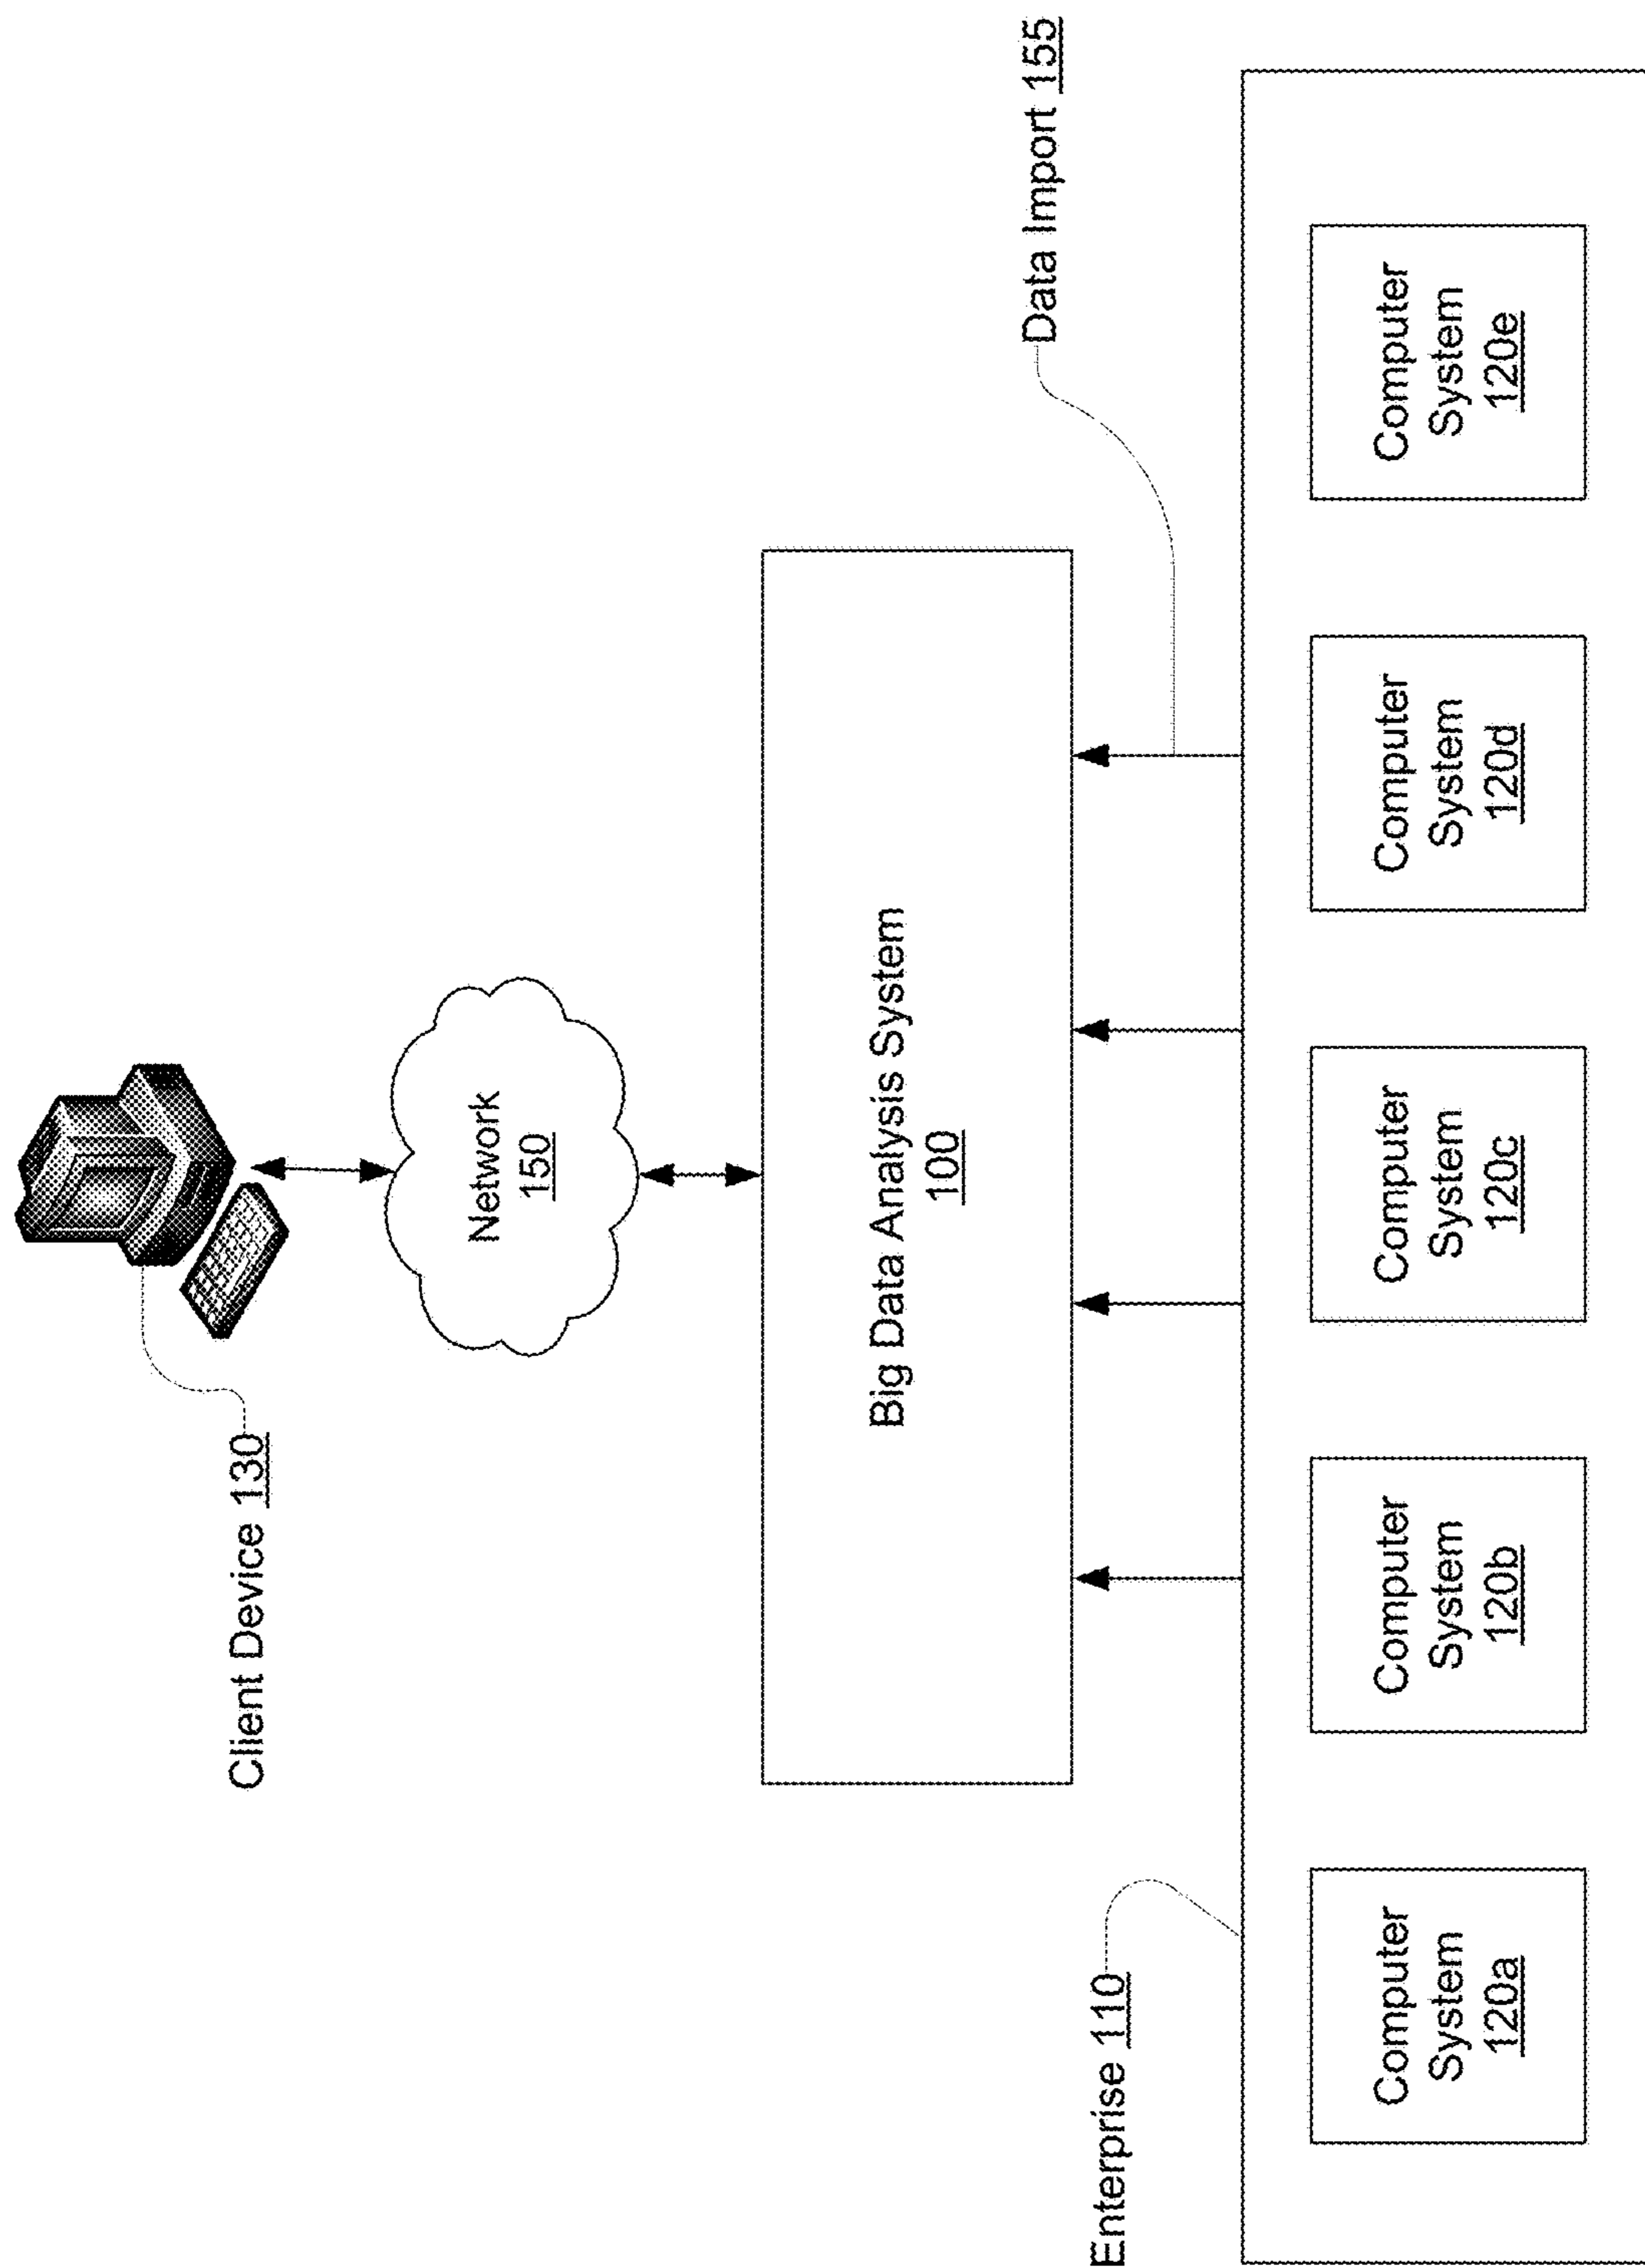 Client Device 130
Network
150
Big Data Analysis System
100
Data Import 155
Enterprise 110
Computer
System
120a
Computer
System
120b
Computer
System
120c
Computer
System
120d
Computer
System
120e